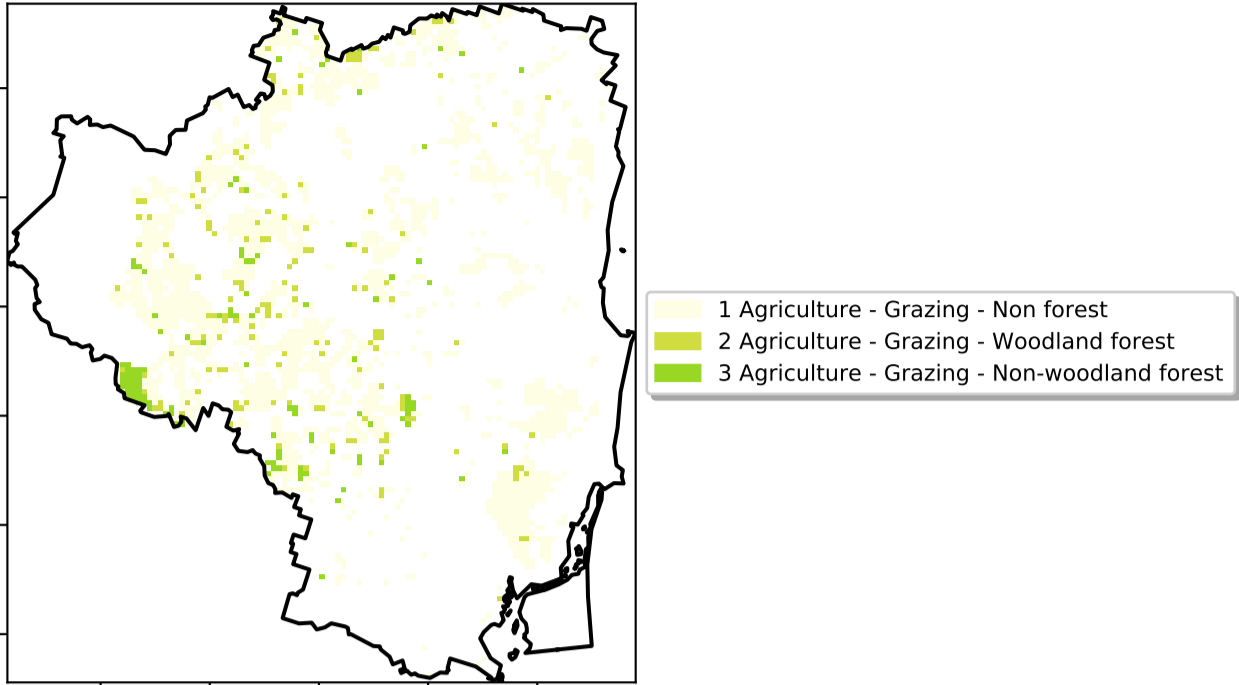 1 Agriculture - Grazing - Non forest
2 Agriculture - Grazing - Woodland forest
3 Agriculture - Grazing - Non-woodland forest